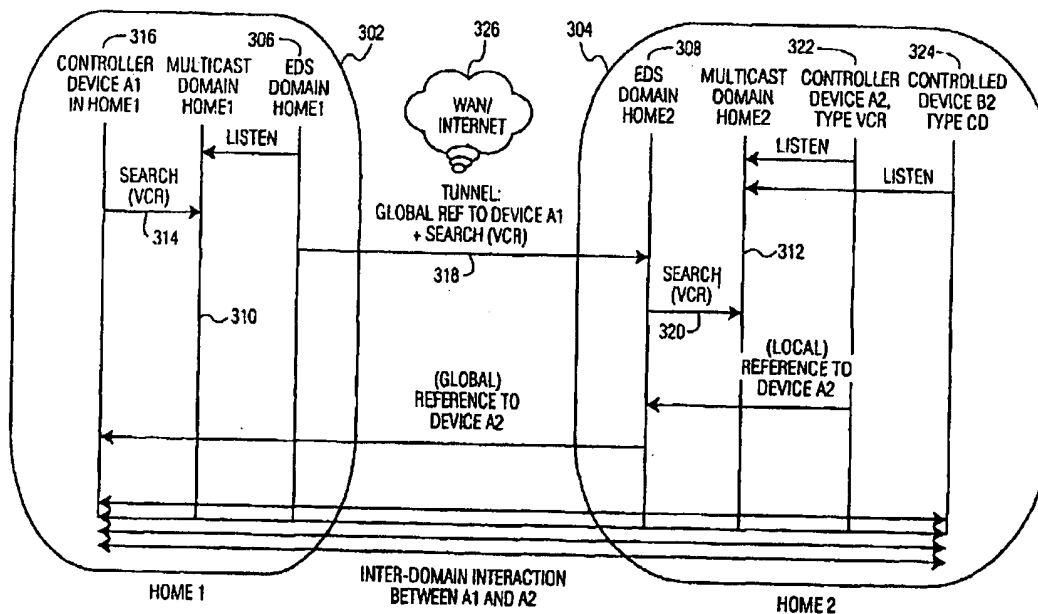 316
306
302
326
304
308
322
324
CONTROLLER
DEVICE A1
IN HOME1
MULTICAST
DOMAIN
HOME1
EDS
DOMAIN
HOME1
WAN/
INTERNET
EDS
DOMAIN
HOME2
MULTICAST
DOMAIN
HOME2
CONTROLLER
DEVICE A2,
TYPE VCR
CONTROLLED
DEVICE B2
TYPE CD
LISTEN
LISTEN
LISTEN
SEARCH
(VCR)
314
TUNNEL:
GLOBAL REF TO DEVICE A1
+ SEARCH (VCR)
318
312
SEARCH
(VCR)
320
310
(LOCAL)
REFERENCE TO
DEVICE A2
(GLOBAL)
REFERENCE TO
DEVICE A2
INTER-DOMAIN INTERACTION
BETWEEN A1 AND A2
HOME 1
HOME 2